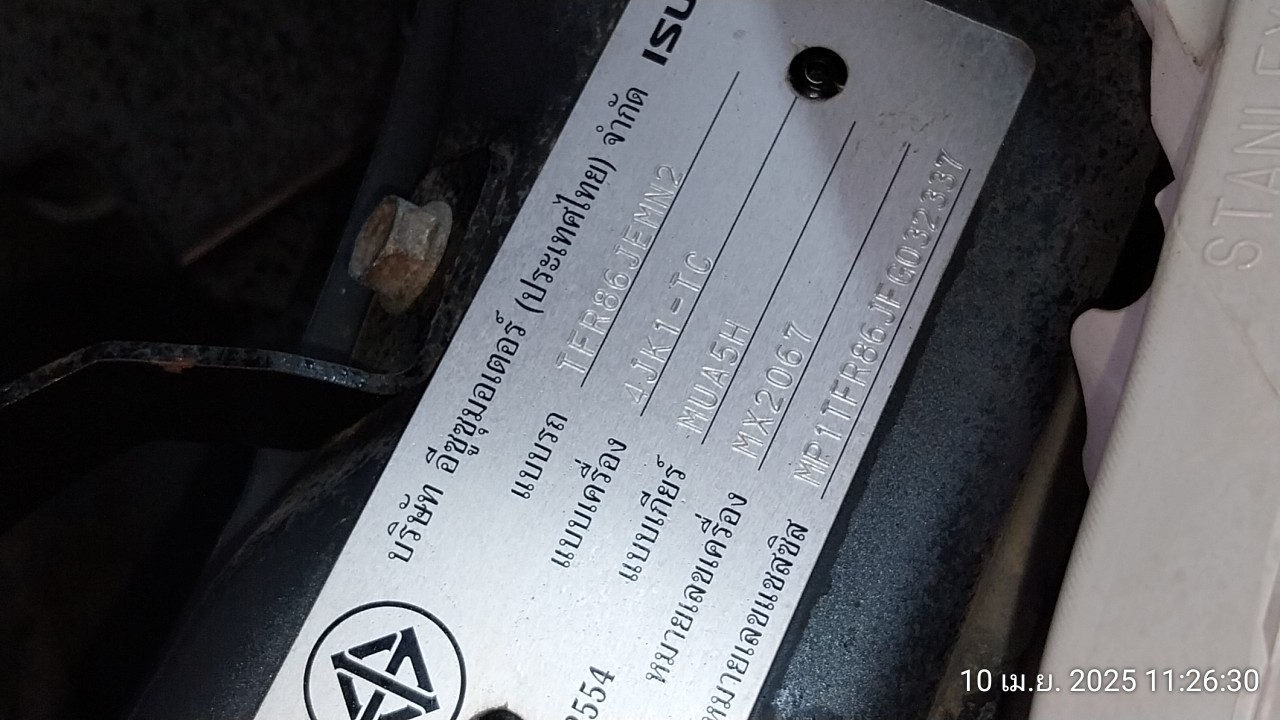 ISU
บริษัท อีซูซุมอเตอร์ (ประเทศไทย) จำกัด
แบบรถ TFR86JEMN2
แบบเครื่อง 4JK1-TC
แบบเกียร์ MUA5H
หมายเลขเครื่อง MX2067
หมายเลขแชสซิส MP1TFR86JFG032337
2554
STANLEY
10 เม.ย. 2025 11:26:30